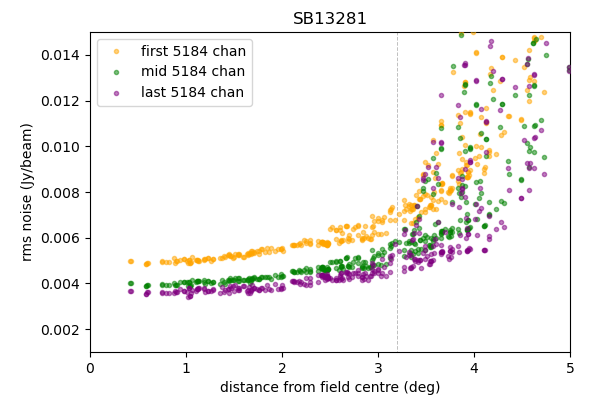 SB13281
first 5184 chan
mid 5184 chan
last 5184 chan
rms noise (Jy/beam)
0.014
0.012
0.010
0.008
0.006
0.004
0.002
0 1 2 3 4 5
distance from field centre (deg)